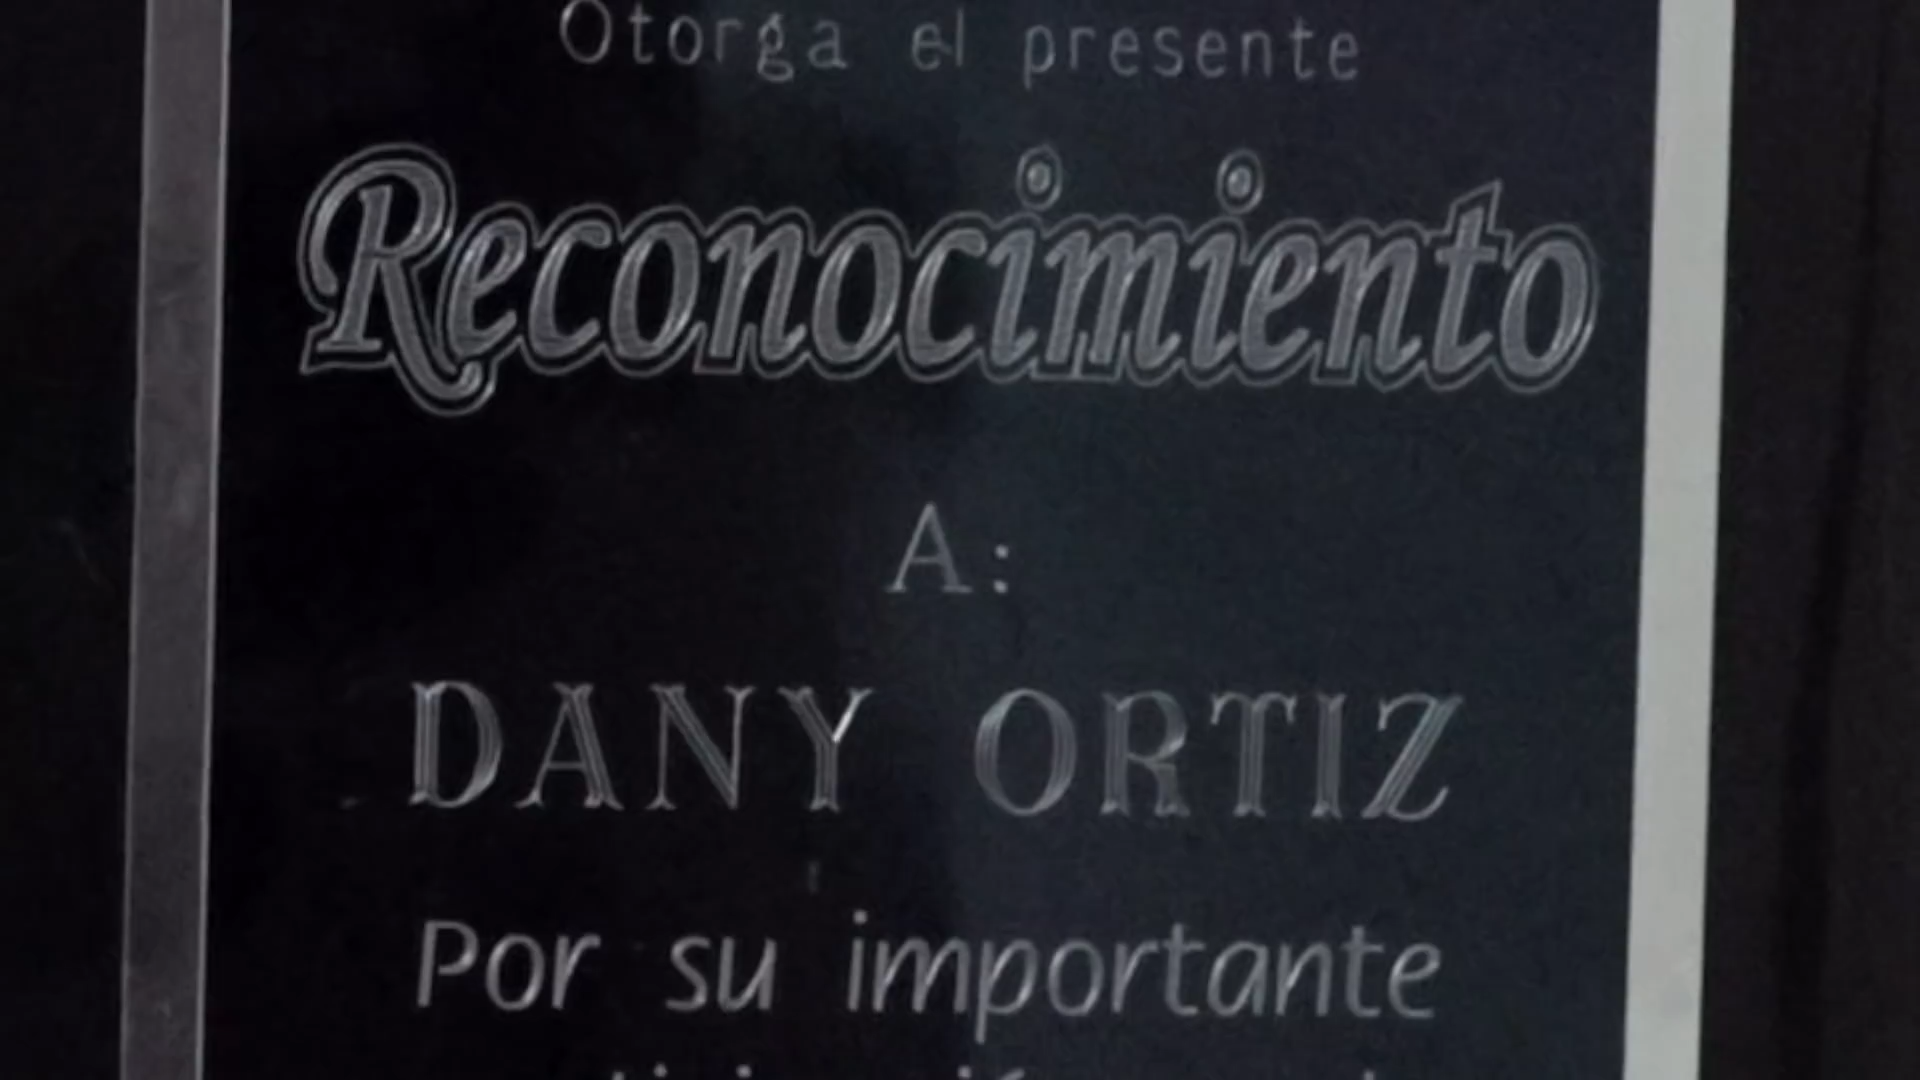 Otorga el presente
Reconocimiento
A:
DANY ORTIZ
Por su importante